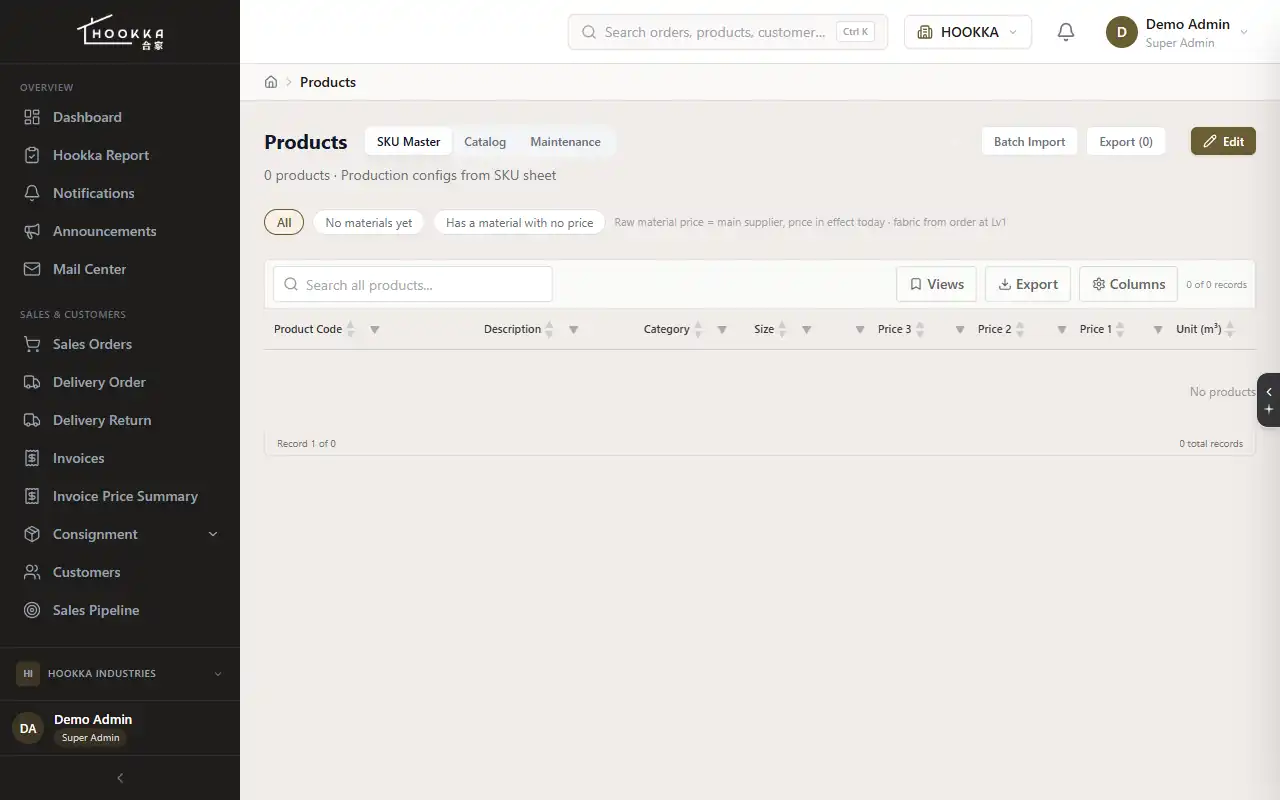 HOOKKA
合家
Search orders, products, customer... Ctrl K
HOOKKA
D
Demo Admin
Super Admin
OVERVIEW
Dashboard
Hookka Report
Notifications
Announcements
Mail Center
SALES & CUSTOMERS
Sales Orders
Delivery Order
Delivery Return
Invoices
Invoice Price Summary
Consignment
Customers
Sales Pipeline
HI HOOKKA INDUSTRIES
DA
Demo Admin
Super Admin
Products
Products SKU Master Catalog Maintenance Batch Import Export (0) Edit
0 products · Production configs from SKU sheet
All No materials yet Has a material with no price Raw material price = main supplier, price in effect today · fabric from order at Lv1
Search all products... Views Export Columns 0 of 0 records
Product Code Description Category Size Price 3 Price 2 Price 1 Unit (m³)
No products
Record 1 of 0 0 total records